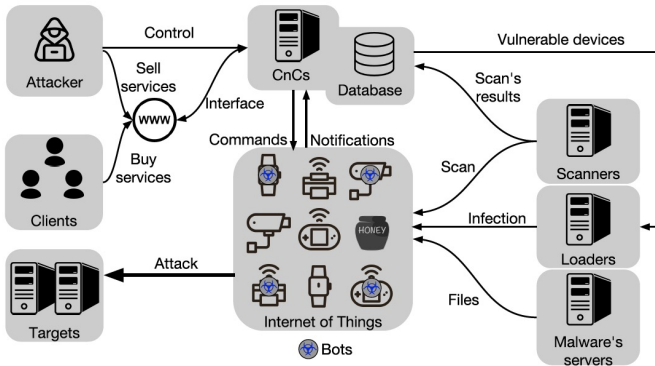 Control
Vulnerable devices
Attacker
Sell
services
CnCs
Database
Scan's
results
www
Interface
Buy
services
Commands
Notifications
Clients
Scan
Scanners
HONEY
Infection
Loaders
Attack
Files
Targets
Internet of Things
Malware's
servers
Bots